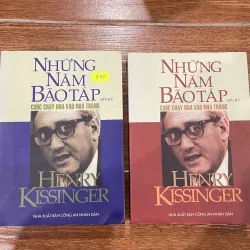 NHỮNG
NĂM
BÃO TÁP
CUỘC CHẠY ĐUA VÀO NHÀ TRẮNG
HENRY
KISSINGER
NHÀ XUẤT BẢN CÔNG AN NHÂN DÂN
NHỮNG
NĂM
BÃO TÁP
CUỘC CHẠY ĐUA VÀO NHÀ TRẮNG
HENRY
KISSINGER
NHÀ XUẤT BẢN CÔNG AN NHÂN DÂN